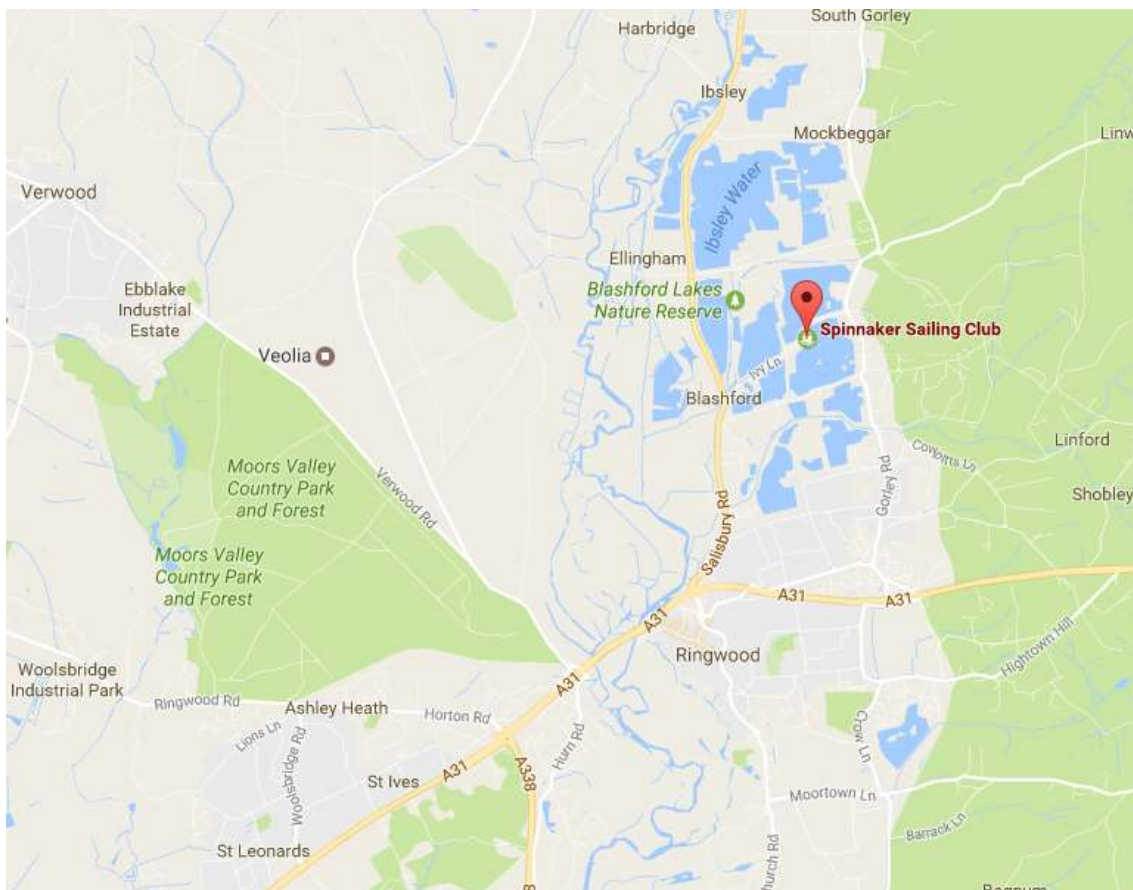 South Gorley
Harbridge
Ibsley
Mockbeggar
Linw
Verwood
Ibsley Water
Ellingham
Blashford Lakes
Nature Reserve
Ebblake
Industrial
Estate
Spinnaker Sailing Club
Veolia
Ivy Ln
Blashford
Linford
Cowpitts Ln
Gorley Rd
Shobley
Moors Valley
Country Park
and Forest
Verwood Rd
Salisbury Rd
Moors Valley
Country Park
and Forest
A31
A31
A31
Ringwood
Hightown Hill
Woolsbridge
Industrial Park
A31
Ringwood Rd
Ashley Heath
Horton Rd
Lions Ln
Woolsbridge Rd
Hurn Rd
Crow Ln
St Ives
A31
A338
Moortown Ln
Barrack Ln
St Leonards
hurch Rd